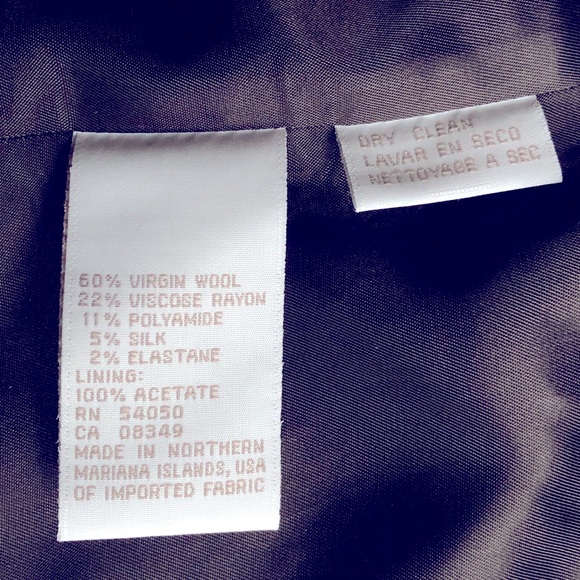 60% VIRGIN WOOL
22% VISCOSE RAYON
11% POLYAMIDE
5% SILK
2% ELASTANE
LINING:
100% ACETATE
RN 54050
CA 08349
MADE IN NORTHERN
MARIANA ISLANDS, USA
OF IMPORTED FABRIC
DRY CLEAN
LAVAR EN SECO
NETTOYAGE A SEC